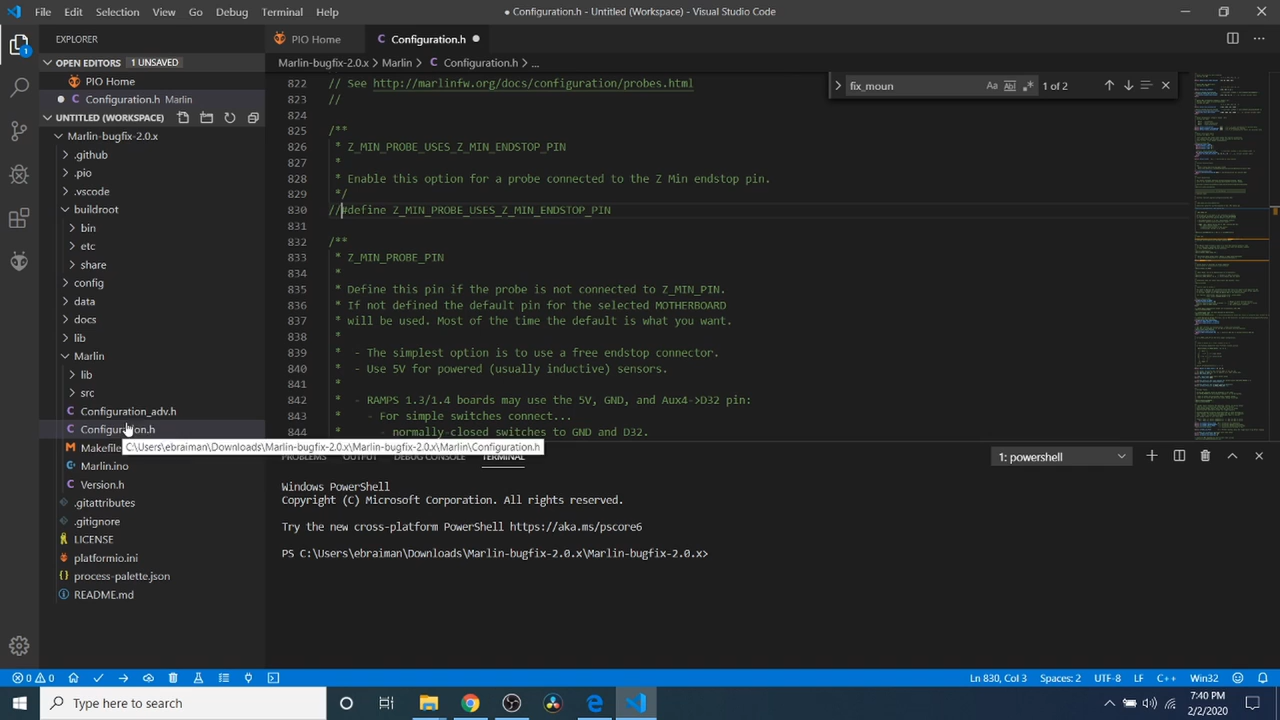 File Edit Selection View Go Debug Terminal Help
● Configuration.h - Untitled (Workspace) - Visual Studio Code
EXPLORER
PIO Home
Configuration.h ●
OPEN EDITORS 1 UNSAVED
Marlin-bugfix-2.0.x > Marlin > Configuration.h > ...
PIO Home
fix_moun
Aa
1 of 2
● Configuration.h Marlin
(WORKSPACE)
Marlin-bugfix-2.0.x
.github
.vscode
buildroot
bin
etc
share
tests
data
docs
lib
Marlin
lib
src
Configuration_adv.h
Marlin.ino
Version.h
.gitattributes
.gitignore
LICENSE
platformio.ini
process-palette.json
README.md
822 // See http://marlinfw.org/docs/configuration/probes.html
823 //
824
825 /**
826 * Z_MIN_PROBE_USES_Z_MIN_ENDSTOP_PIN
827 *
828 * Enable this option for a probe connected to the Z Min endstop pin.
829 */
830
831
832 /**
833 * Z_MIN_PROBE_PIN
834 *
835 * Define this pin if the probe is not connected to Z_MIN_PIN.
836 * If not defined the default pin for the selected MOTHERBOARD
837 * will be used. Most of the time the default is what you want.
838 *
839 * - The simplest option is to use a free endstop connector.
840 * - Use 5V for powered (usually inductive) sensors.
841 *
842 * - RAMPS 1.3/1.4 boards may use the 5V, GND, and Aux4->D32 pin:
843 * - For simple switches connect...
844 * - normally-closed switches to GND and D32.
C:\Users\ebraiman\Downloads\Marlin-bugfix-2.0.x\Marlin-bugfix-2.0.x\Marlin\Configuration.h
PROBLEMS OUTPUT DEBUG CONSOLE TERMINAL
1: powershell
Windows PowerShell
Copyright (C) Microsoft Corporation. All rights reserved.
Try the new cross-platform PowerShell https://aka.ms/pscore6
PS C:\Users\ebraiman\Downloads\Marlin-bugfix-2.0.x\Marlin-bugfix-2.0.x>
0 0
Ln 830, Col 3 Spaces: 2 UTF-8 LF C++ Win32
Type here to search
7:40 PM
2/2/2020